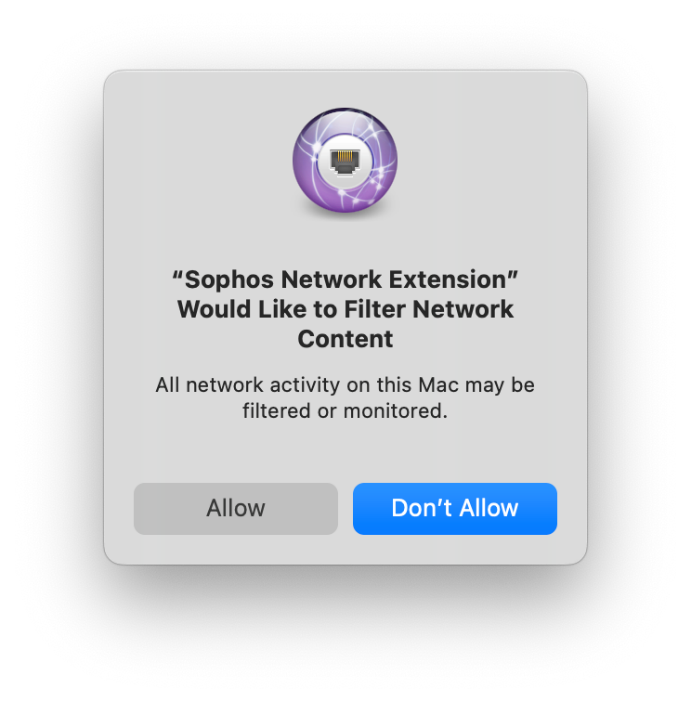 “Sophos Network Extension”
Would Like to Filter Network
Content
All network activity on this Mac may be
filtered or monitored.
Allow
Don’t Allow